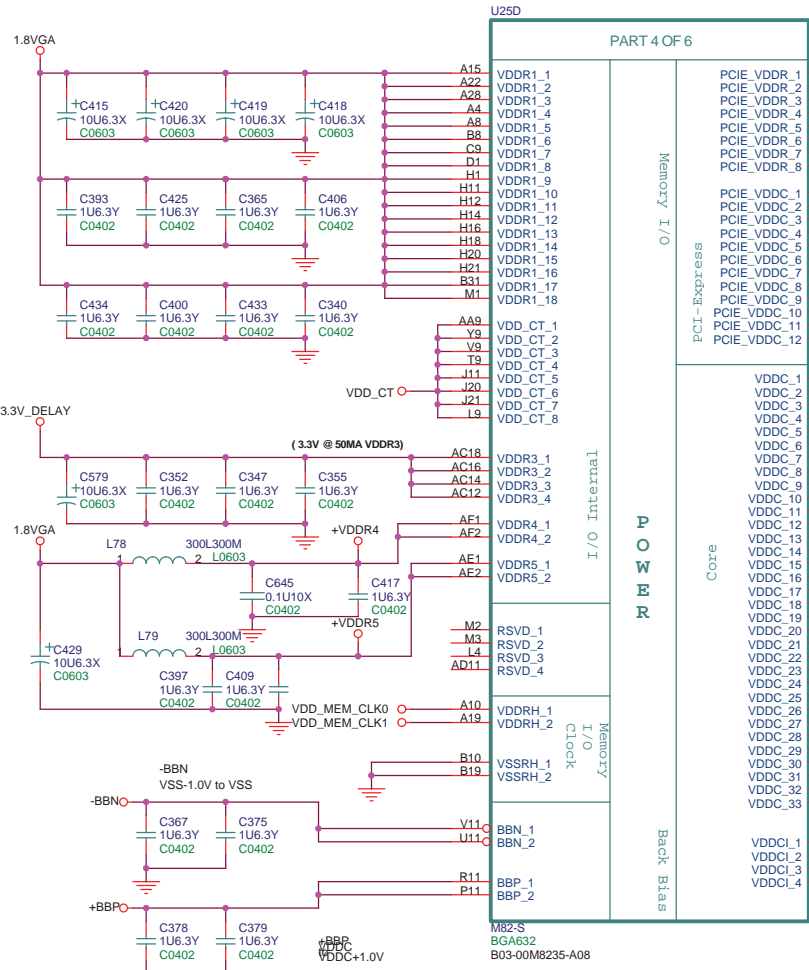 U25D
PART 4 OF 6
1.8VGA
C415
10U6.3X
C0603
C420
10U6.3X
C0603
C419
10U6.3X
C0603
C418
10U6.3X
C0603
C393
1U6.3Y
C0402
C425
1U6.3Y
C0402
C365
1U6.3Y
C0402
C406
1U6.3Y
C0402
C434
1U6.3Y
C0402
C400
1U6.3Y
C0402
C433
1U6.3Y
C0402
C340
1U6.3Y
C0402
A15 VDDR1_1
A22 VDDR1_2
A28 VDDR1_3
A4 VDDR1_4
A8 VDDR1_5
B8 VDDR1_6
C9 VDDR1_7
D1 VDDR1_8
H1 VDDR1_9
H11 VDDR1_10
H12 VDDR1_11
H14 VDDR1_12
H16 VDDR1_13
H18 VDDR1_14
H20 VDDR1_15
H21 VDDR1_16
B31 VDDR1_17
M1 VDDR1_18
VDD_CT
AA9 VDD_CT_1
Y9 VDD_CT_2
V9 VDD_CT_3
T9 VDD_CT_4
J11 VDD_CT_5
J20 VDD_CT_6
J21 VDD_CT_7
L9 VDD_CT_8
3.3V_DELAY
( 3.3V @ 50MA VDDR3)
C579
10U6.3X
C0603
C352
1U6.3Y
C0402
C347
1U6.3Y
C0402
C355
1U6.3Y
C0402
AC18 VDDR3_1
AC16 VDDR3_2
AC14 VDDR3_3
AC12 VDDR3_4
1.8VGA
L78 300L300M
1 2 L0603
+VDDR4
AF1 VDDR4_1
AF2 VDDR4_2
AE1 VDDR5_1
AE2 VDDR5_2
C645
0.1U10X
C0402
C417
1U6.3Y
C0402
+VDDR5
L79 300L300M
1 2 L0603
C429
10U6.3X
C0603
C397
1U6.3Y
C0402
C409
1U6.3Y
C0402
M2 RSVD_1
M3 RSVD_2
L4 RSVD_3
AD11 RSVD_4
VDD_MEM_CLK0 A10 VDDRH_1
VDD_MEM_CLK1 A19 VDDRH_2
B10 VSSRH_1
B19 VSSRH_2
-BBN
VSS-1.0V to VSS
-BBN
C367
1U6.3Y
C0402
C375
1U6.3Y
C0402
V11 BBN_1
U11 BBN_2
R11 BBP_1
P11 BBP_2
+BBP
C378
1U6.3Y
C0402
C379
1U6.3Y
C0402
+BBP
VDDC
VDDC+1.0V
Memory I/O
I/O Internal
Memory
I/O
Clock
Back Bias
POWER
PCI-Express
Core
PCIE_VDDR_1
PCIE_VDDR_2
PCIE_VDDR_3
PCIE_VDDR_4
PCIE_VDDR_5
PCIE_VDDR_6
PCIE_VDDR_7
PCIE_VDDR_8
PCIE_VDDC_1
PCIE_VDDC_2
PCIE_VDDC_3
PCIE_VDDC_4
PCIE_VDDC_5
PCIE_VDDC_6
PCIE_VDDC_7
PCIE_VDDC_8
PCIE_VDDC_9
PCIE_VDDC_10
PCIE_VDDC_11
PCIE_VDDC_12
VDDC_1
VDDC_2
VDDC_3
VDDC_4
VDDC_5
VDDC_6
VDDC_7
VDDC_8
VDDC_9
VDDC_10
VDDC_11
VDDC_12
VDDC_13
VDDC_14
VDDC_15
VDDC_16
VDDC_17
VDDC_18
VDDC_19
VDDC_20
VDDC_21
VDDC_22
VDDC_23
VDDC_24
VDDC_25
VDDC_26
VDDC_27
VDDC_28
VDDC_29
VDDC_30
VDDC_31
VDDC_32
VDDC_33
VDDCI_1
VDDCI_2
VDDCI_3
VDDCI_4
M82-S
BGA632
B03-00M8235-A08